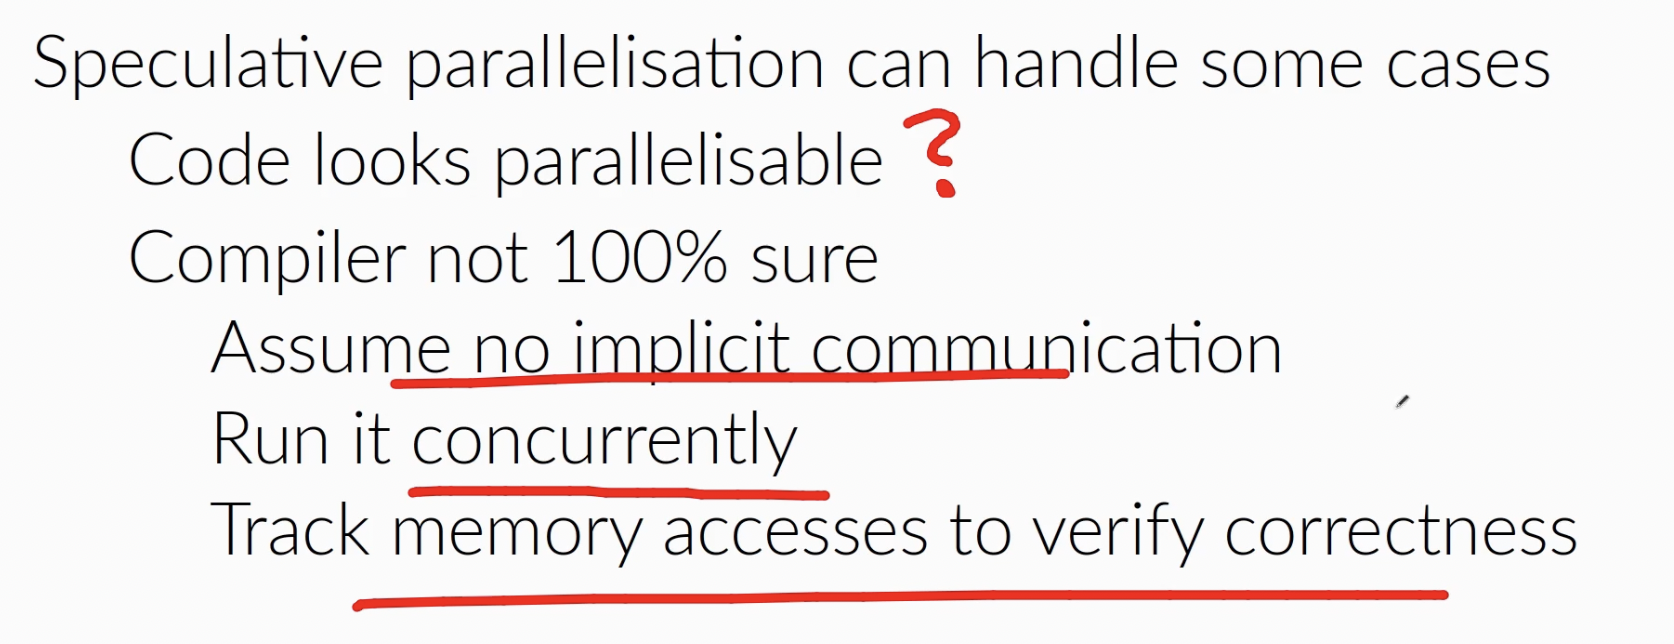 Speculative parallelisation can handle some cases
Code looks parallelisable ?
Compiler not 100% sure
Assume no implicit communication
Run it concurrently
Track memory accesses to verify correctness